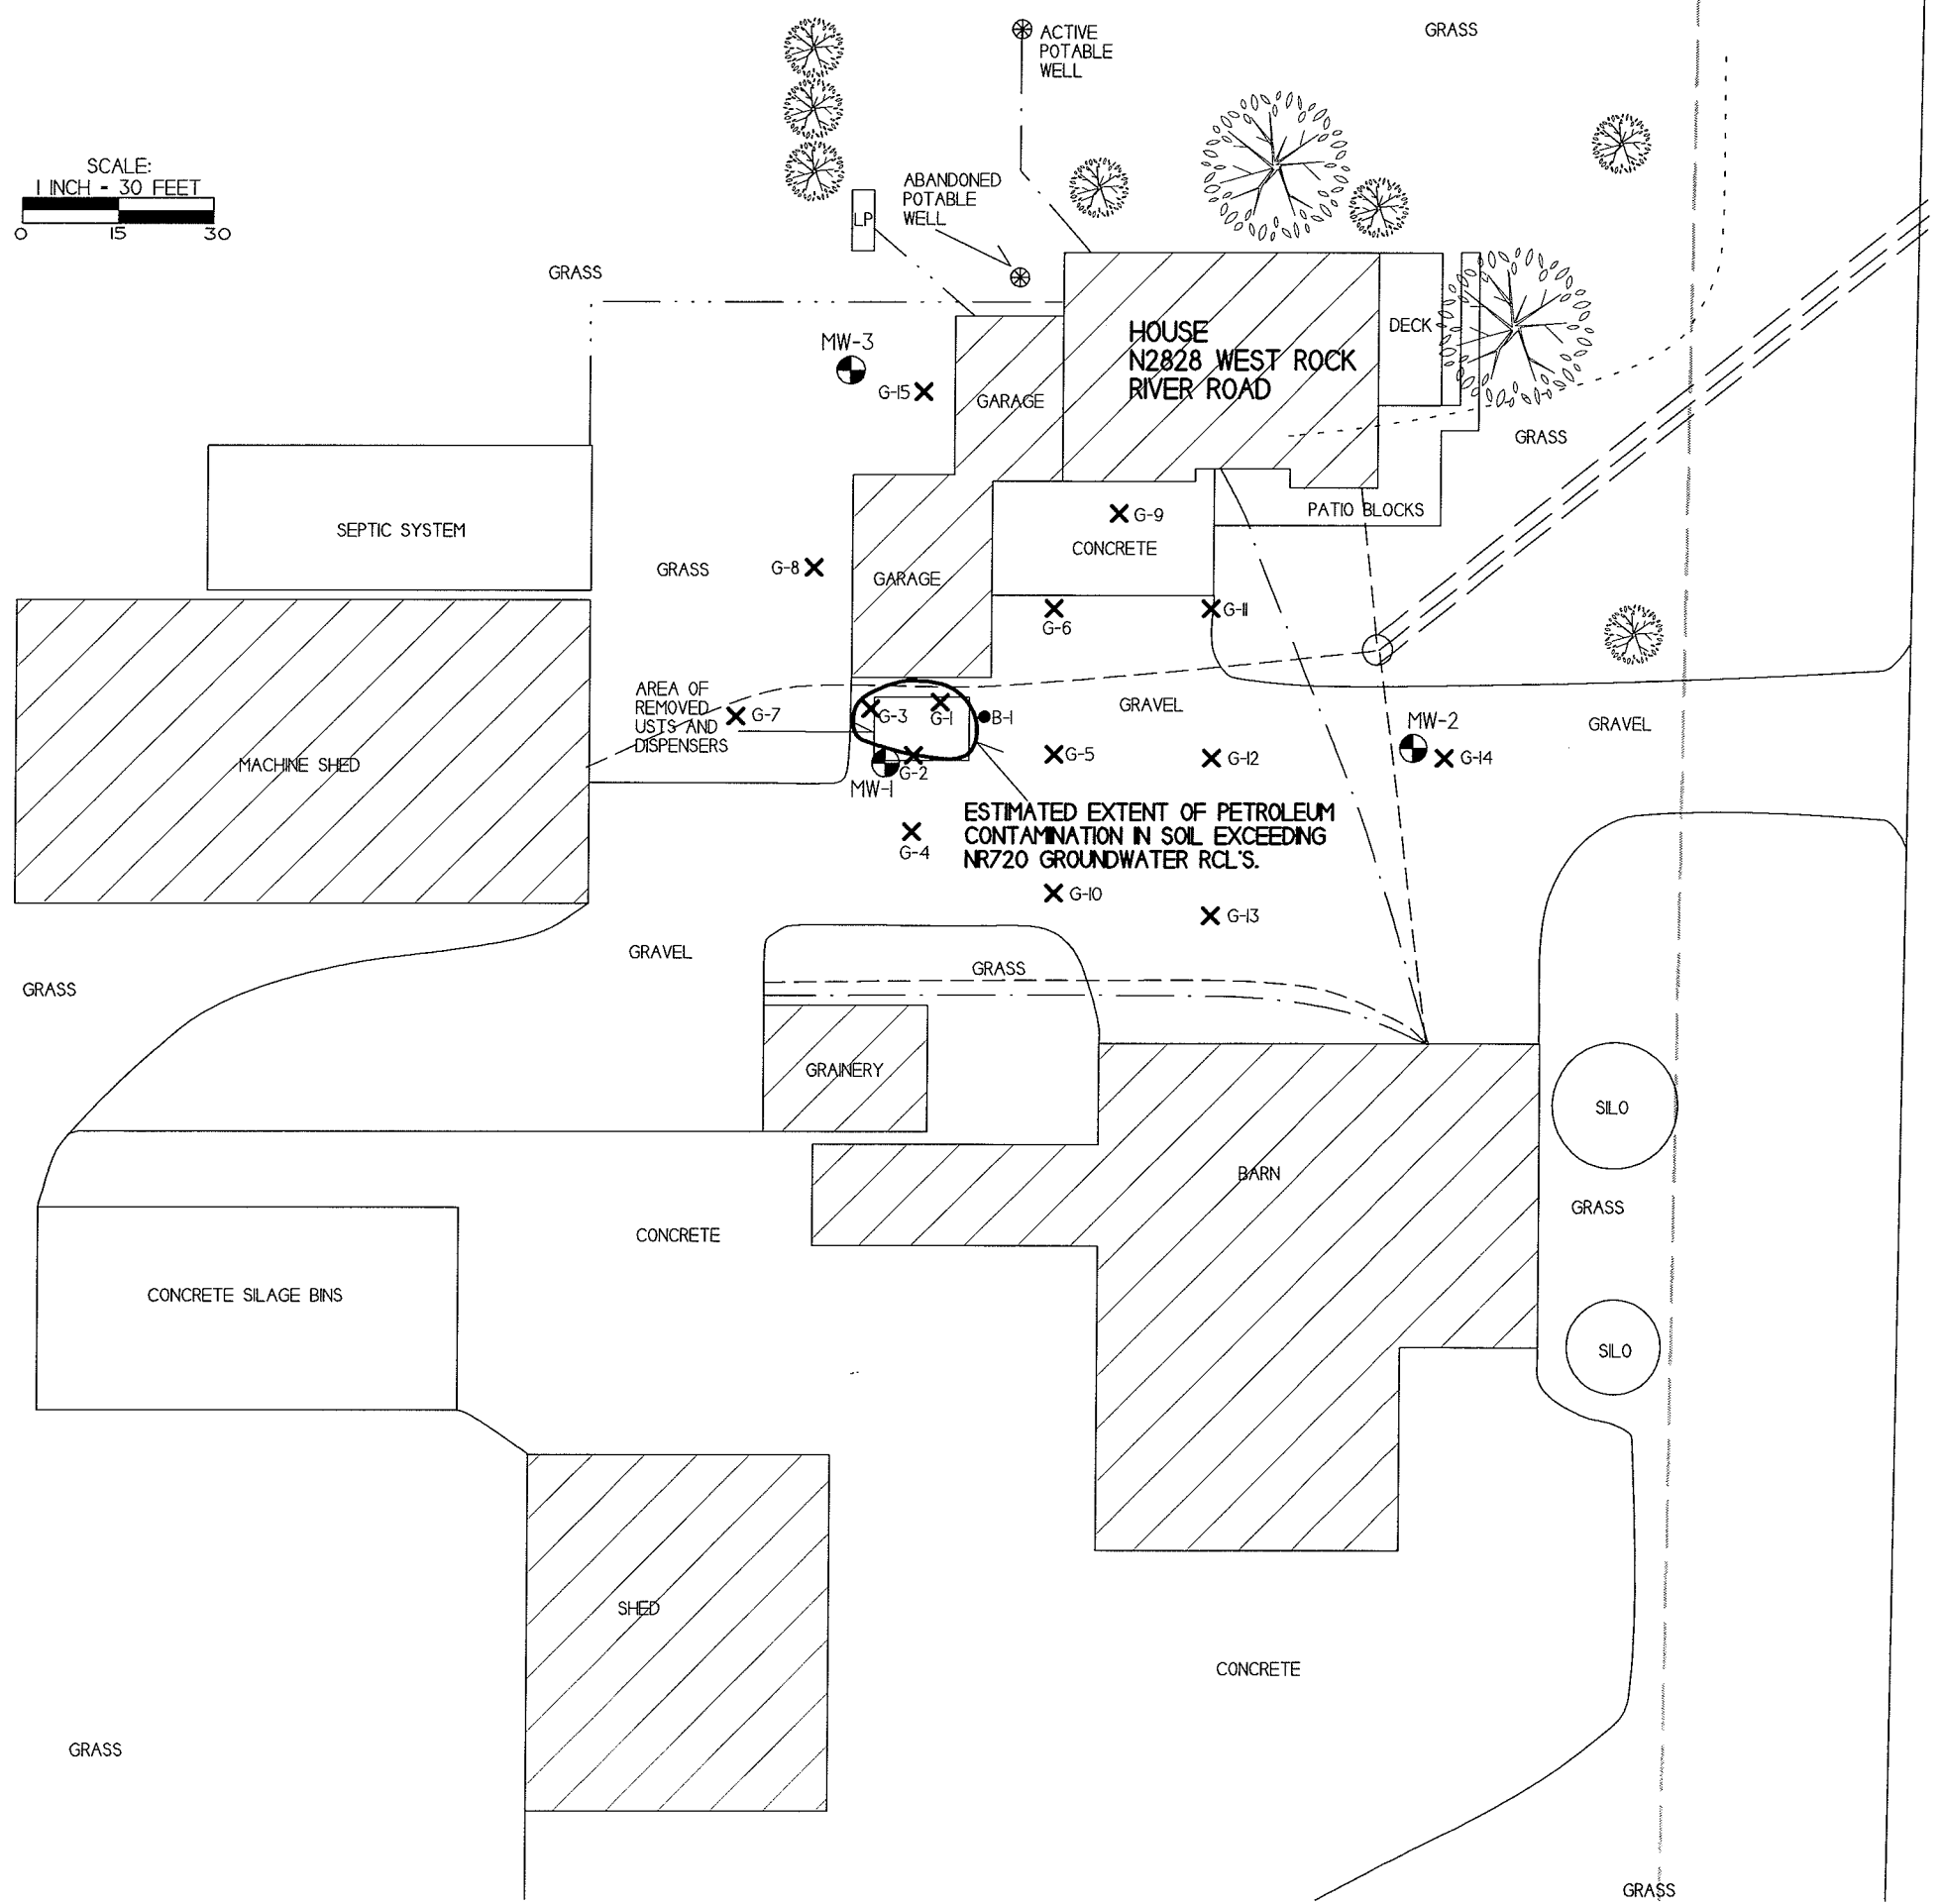 GRASS
ACTIVE
POTABLE
WELL
SCALE:
1 INCH = 30 FEET
0 15 30
ABANDONED
POTABLE
WELL
LP
GRASS
MW-3
G-15
GARAGE
HOUSE
N2828 WEST ROCK
RIVER ROAD
DECK
GRASS
SEPTIC SYSTEM
PATIO BLOCKS
G-9
CONCRETE
GRASS
G-8
GARAGE
G-6
G-11
AREA OF
REMOVED
USTS AND
DISPENSERS
G-7
G-3
G-1
B-1
GRAVEL
MW-2
GRAVEL
MACHINE SHED
G-2
MW-1
G-5
G-12
G-14
ESTIMATED EXTENT OF PETROLEUM
CONTAMINATION IN SOIL EXCEEDING
NR720 GROUNDWATER RCL'S.
G-4
G-10
G-13
GRAVEL
GRASS
GRASS
GRAINERY
SILO
BARN
GRASS
CONCRETE
CONCRETE SILAGE BINS
SILO
SHED
CONCRETE
GRASS
GRASS